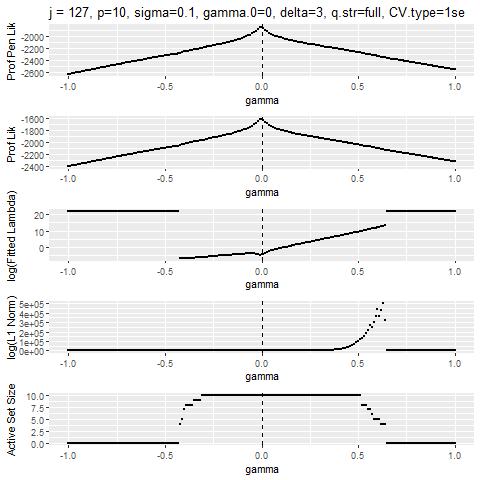 j = 127, p=10, sigma=0.1, gamma.0=0, delta=3, q.str=full, CV.type=1se
Prof Pen Lik
-2000
-2200
-2400
-2600
-1.0 -0.5 0.0 0.5 1.0
gamma
Prof Lik
-1600
-1800
-2000
-2200
-2400
-1.0 -0.5 0.0 0.5 1.0
gamma
log(Fitted Lambda)
20
10
0
-1.0 -0.5 0.0 0.5 1.0
gamma
log(L1 Norm)
5e+05
4e+05
3e+05
2e+05
1e+05
0e+00
-1.0 -0.5 0.0 0.5 1.0
gamma
Active Set Size
10.0
7.5
5.0
2.5
0.0
-1.0 -0.5 0.0 0.5 1.0
gamma